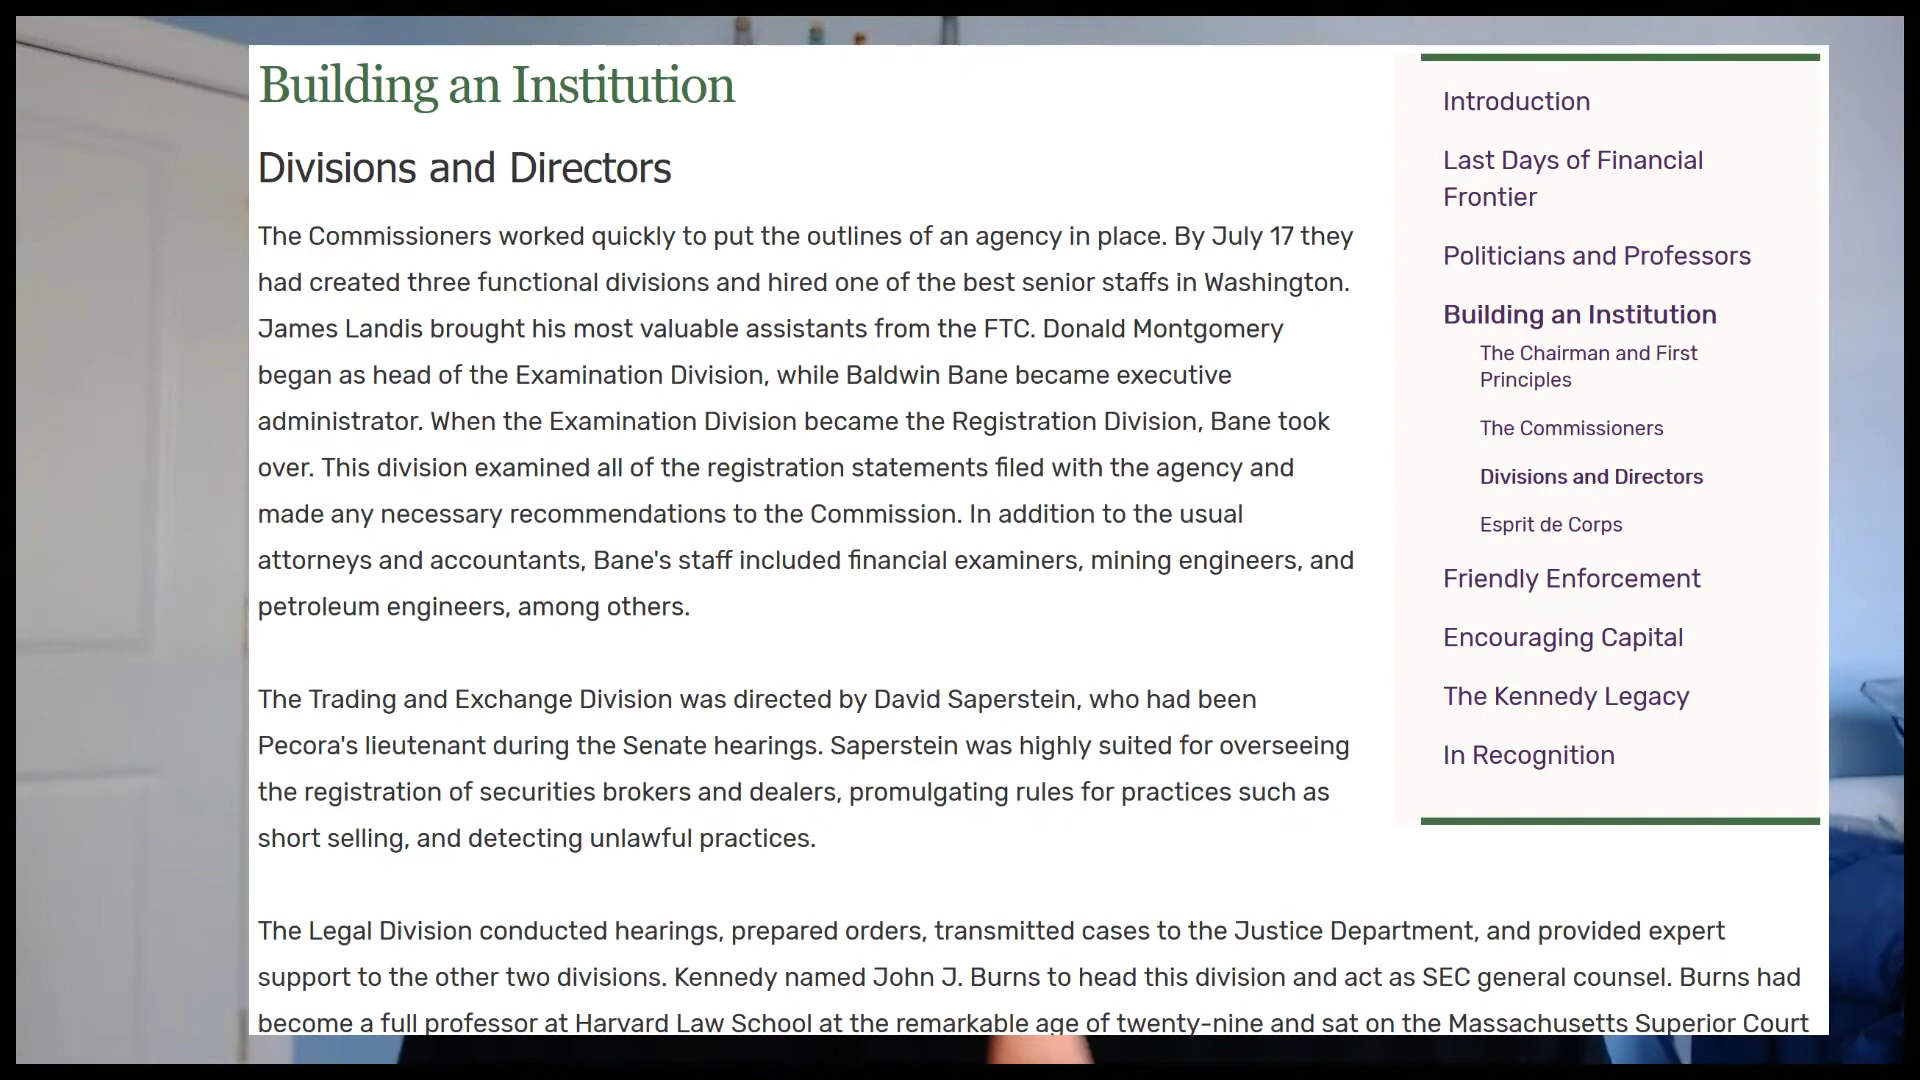 Building an Institution
Divisions and Directors
The Commissioners worked quickly to put the outlines of an agency in place. By July 17 they
had created three functional divisions and hired one of the best senior staffs in Washington.
James Landis brought his most valuable assistants from the FTC. Donald Montgomery
began as head of the Examination Division, while Baldwin Bane became executive
administrator. When the Examination Division became the Registration Division, Bane took
over. This division examined all of the registration statements filed with the agency and
made any necessary recommendations to the Commission. In addition to the usual
attorneys and accountants, Bane's staff included financial examiners, mining engineers, and
petroleum engineers, among others.
The Trading and Exchange Division was directed by David Saperstein, who had been
Pecora's lieutenant during the Senate hearings. Saperstein was highly suited for overseeing
the registration of securities brokers and dealers, promulgating rules for practices such as
short selling, and detecting unlawful practices.
The Legal Division conducted hearings, prepared orders, transmitted cases to the Justice Department, and provided expert
support to the other two divisions. Kennedy named John J. Burns to head this division and act as SEC general counsel. Burns had
become a full professor at Harvard Law School at the remarkable age of twenty-nine and sat on the Massachusetts Superior Court
Introduction
Last Days of Financial
Frontier
Politicians and Professors
Building an Institution
The Chairman and First
Principles
The Commissioners
Divisions and Directors
Esprit de Corps
Friendly Enforcement
Encouraging Capital
The Kennedy Legacy
In Recognition